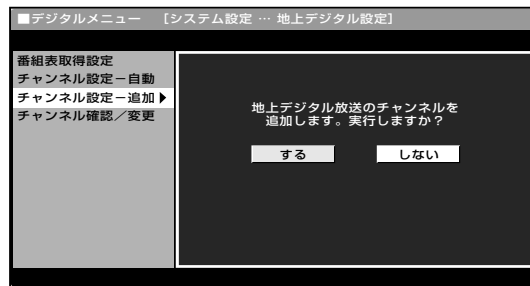 ■デジタルメニュー [システム設定 … 地上デジタル設定]
番組表取得設定
チャンネル設定－自動
チャンネル設定－追加▶
チャンネル確認／変更
地上デジタル放送のチャンネルを
追加します。実行しますか？
する しない